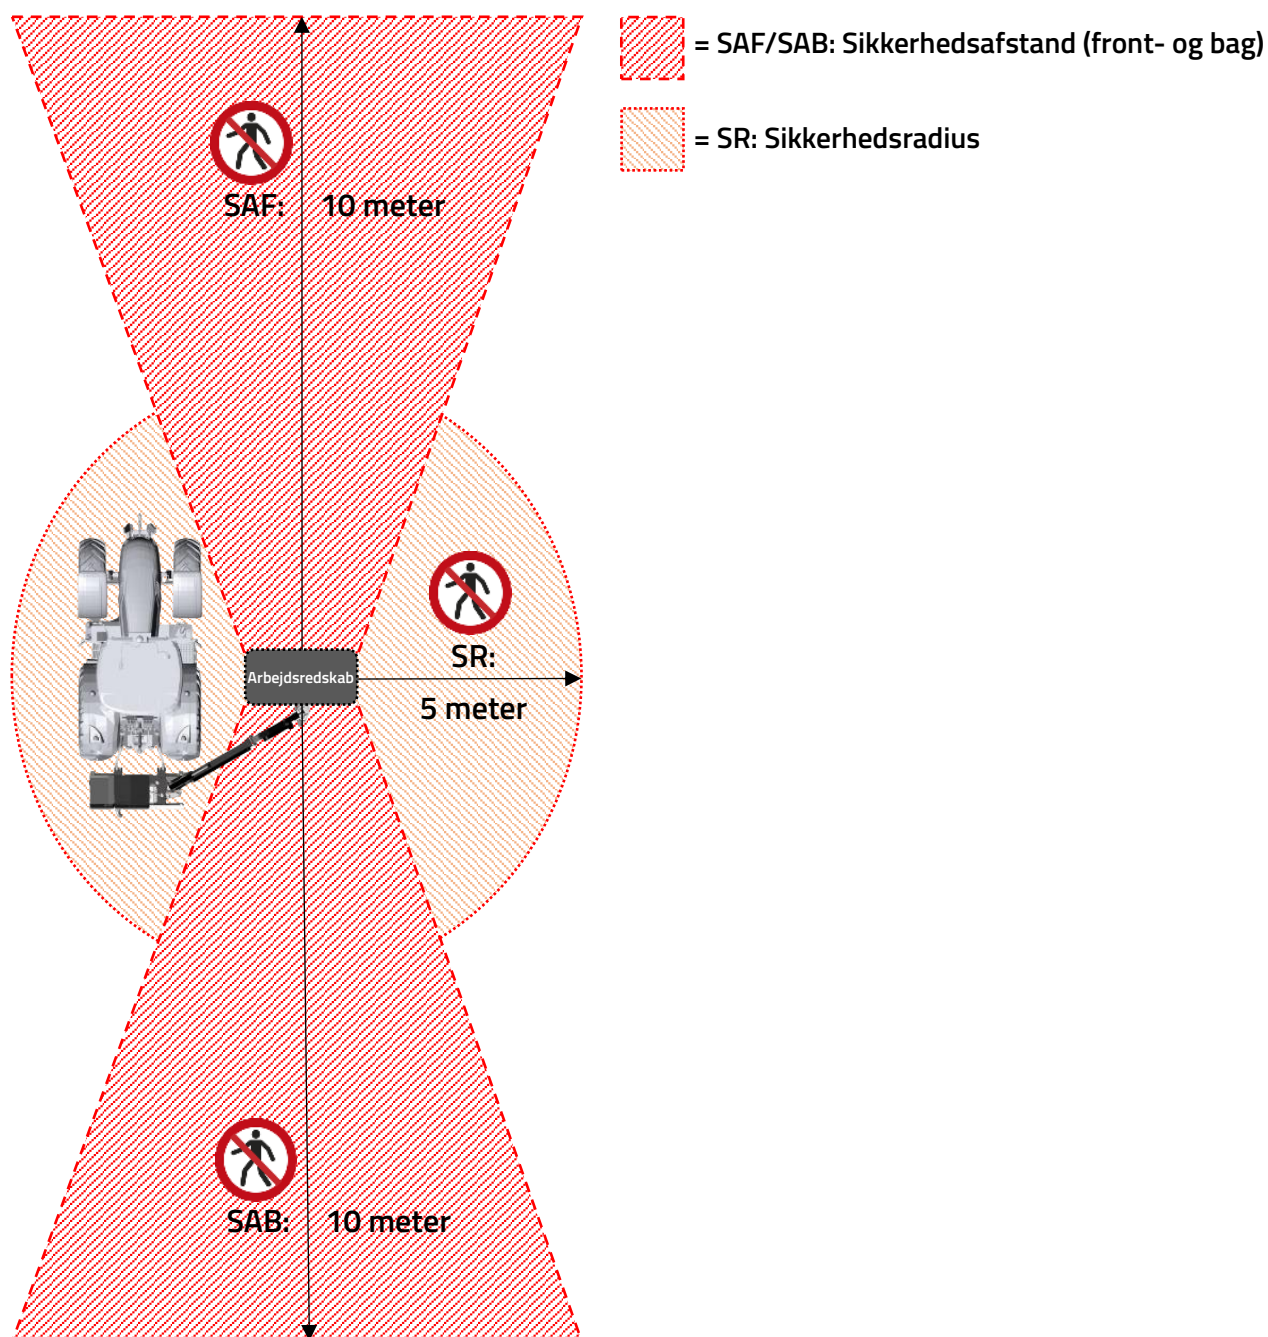 = SAF/SAB: Sikkerhedsafstand (front- og bag)
= SR: Sikkerhedsradius
SAF: 10 meter
SR:
Arbejdsredskab
5 meter
SAB: 10 meter